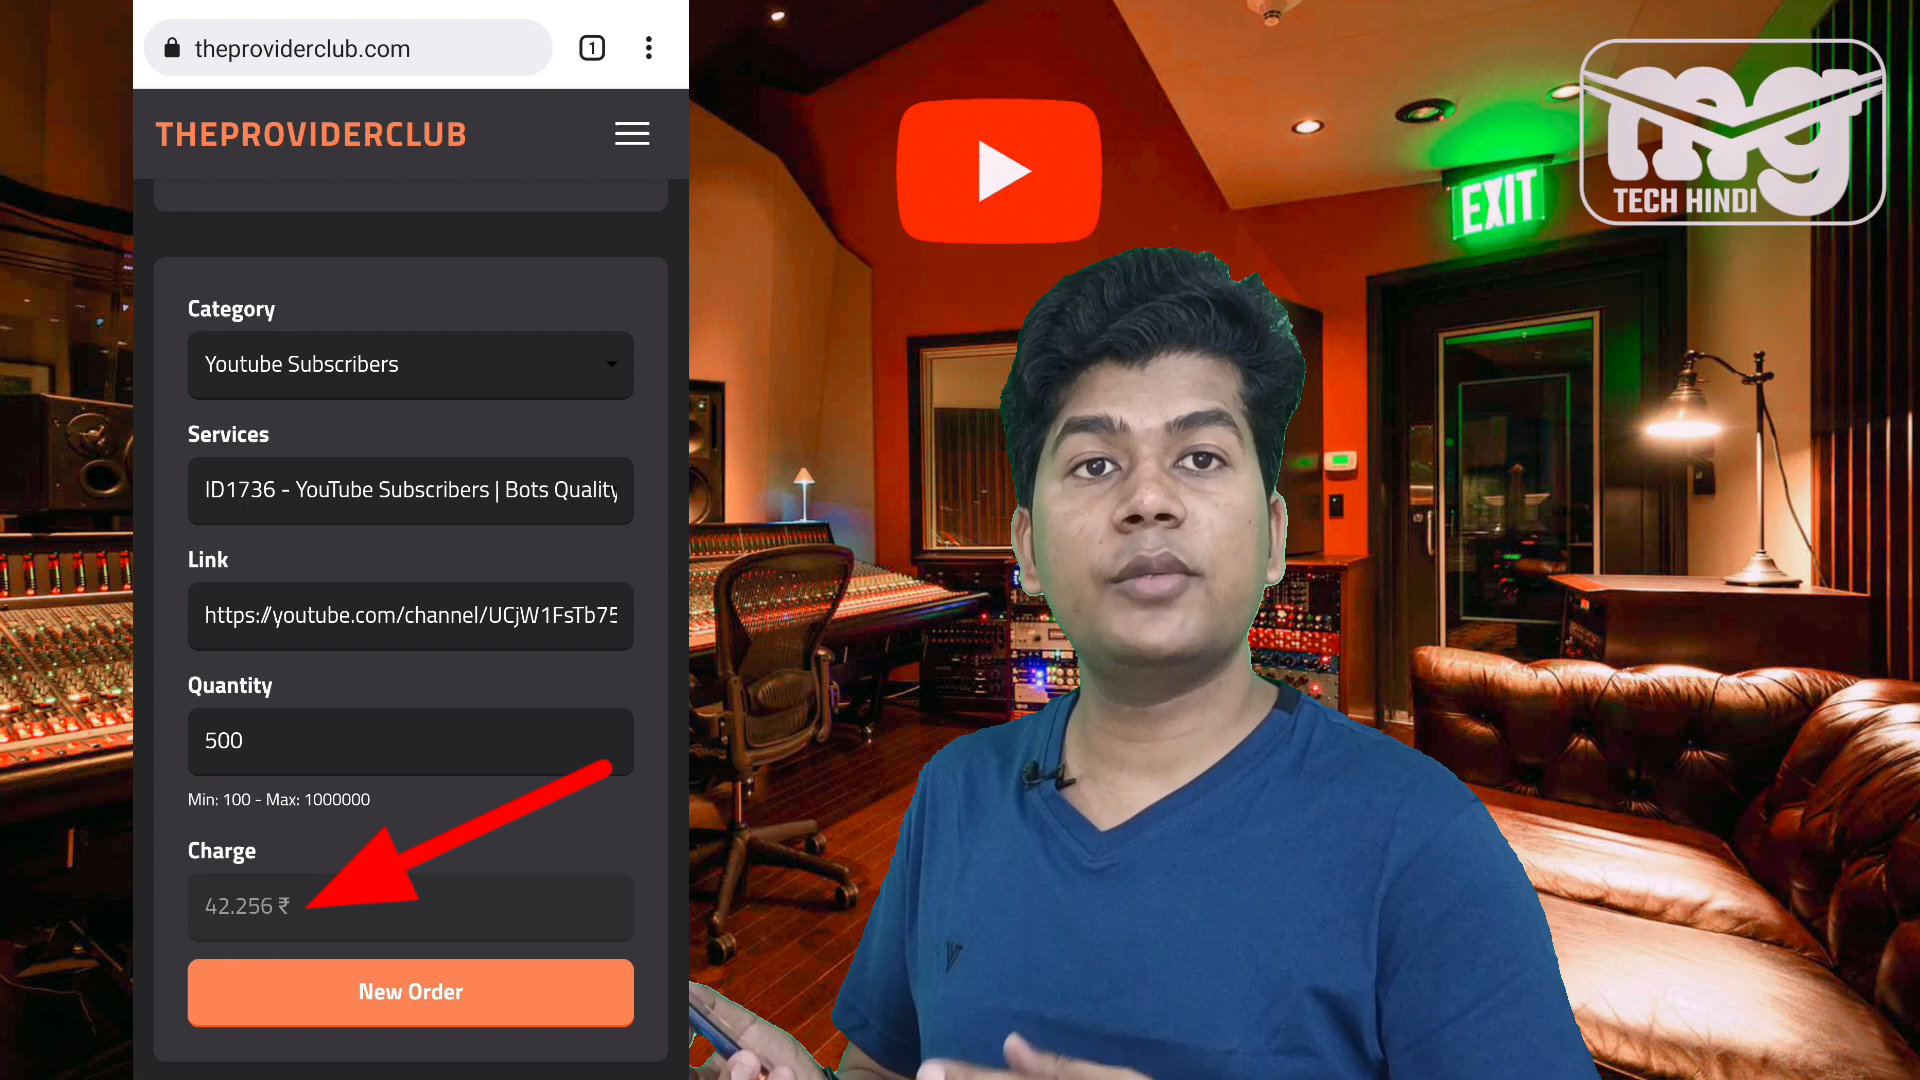 theproviderclub.com
1
THEPROVIDERCLUB
Category
Youtube Subscribers
Services
ID1736 - YouTube Subscribers | Bots Quality
Link
https://youtube.com/channel/UCjW1FsTb75
Quantity
500
Min: 100 - Max: 1000000
Charge
42.256 ₹
New Order
EXIT
mg
TECH HINDI